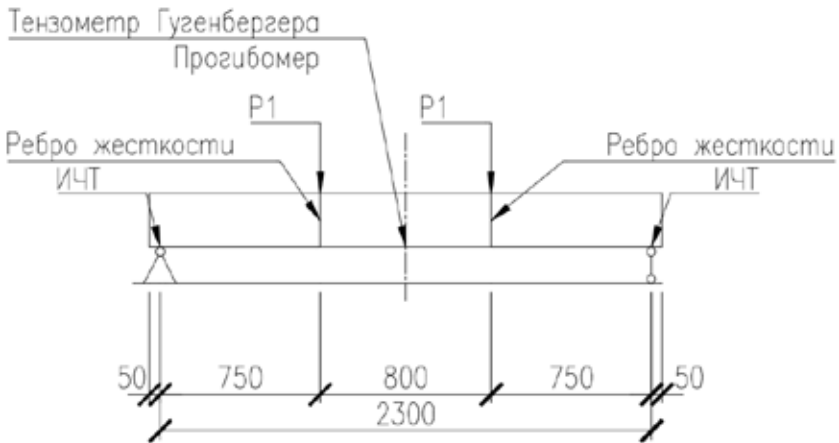 Тензометр Гугенбергера
Прогибомер
P1
P1
Ребро жесткости
ИЧТ
Ребро жесткости
ИЧТ
50
750
800
750
50
2300